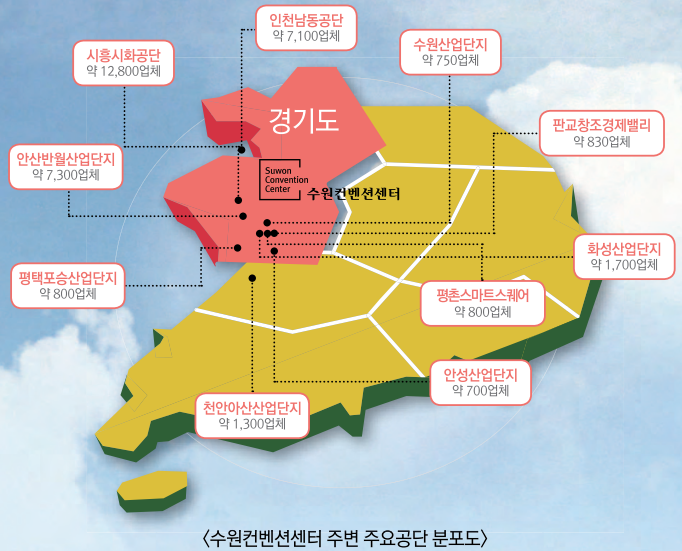 인천남동공단
약 7,100업체
시흥시화공단
약 12,800업체
수원산업단지
약 750업체
경기도
판교창조경제밸리
약 830업체
안산반월산업단지
약 7,300업체
Suwon
Convention
Center
수원컨벤션센터
화성산업단지
약 1,700업체
평택포승산업단지
약 800업체
평촌스마트스퀘어
약 800업체
안성산업단지
약 700업체
천안아산산업단지
약 1,300업체
〈수원컨벤션센터 주변 주요공단 분포도〉